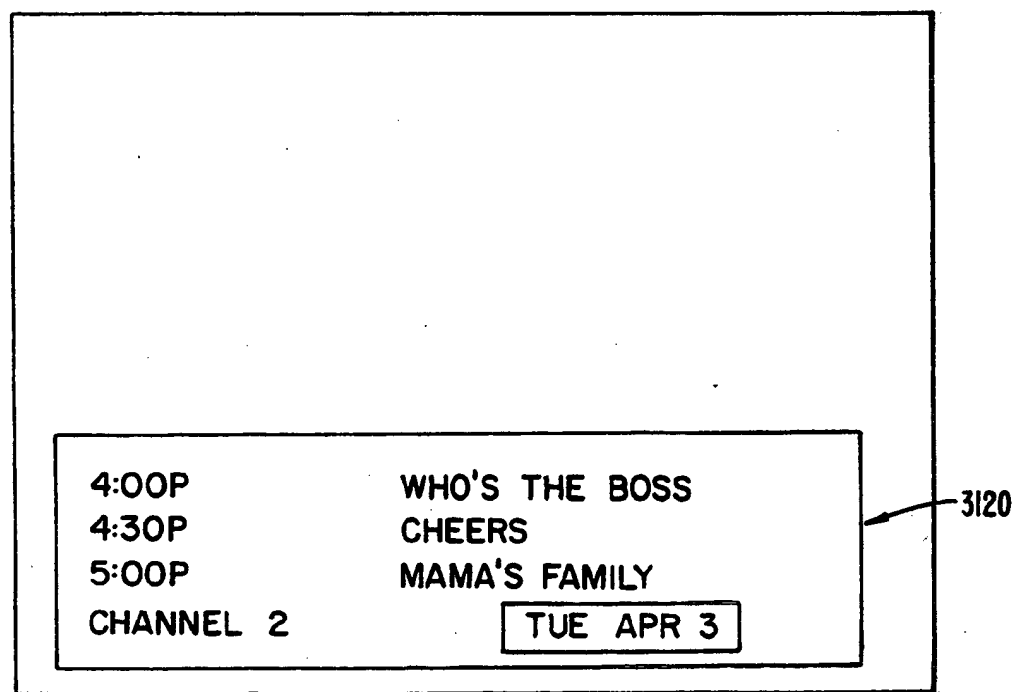 4:00P WHO'S THE BOSS
4:30P CHEERS
5:00P MAMA'S FAMILY
CHANNEL 2 TUE APR 3
3120